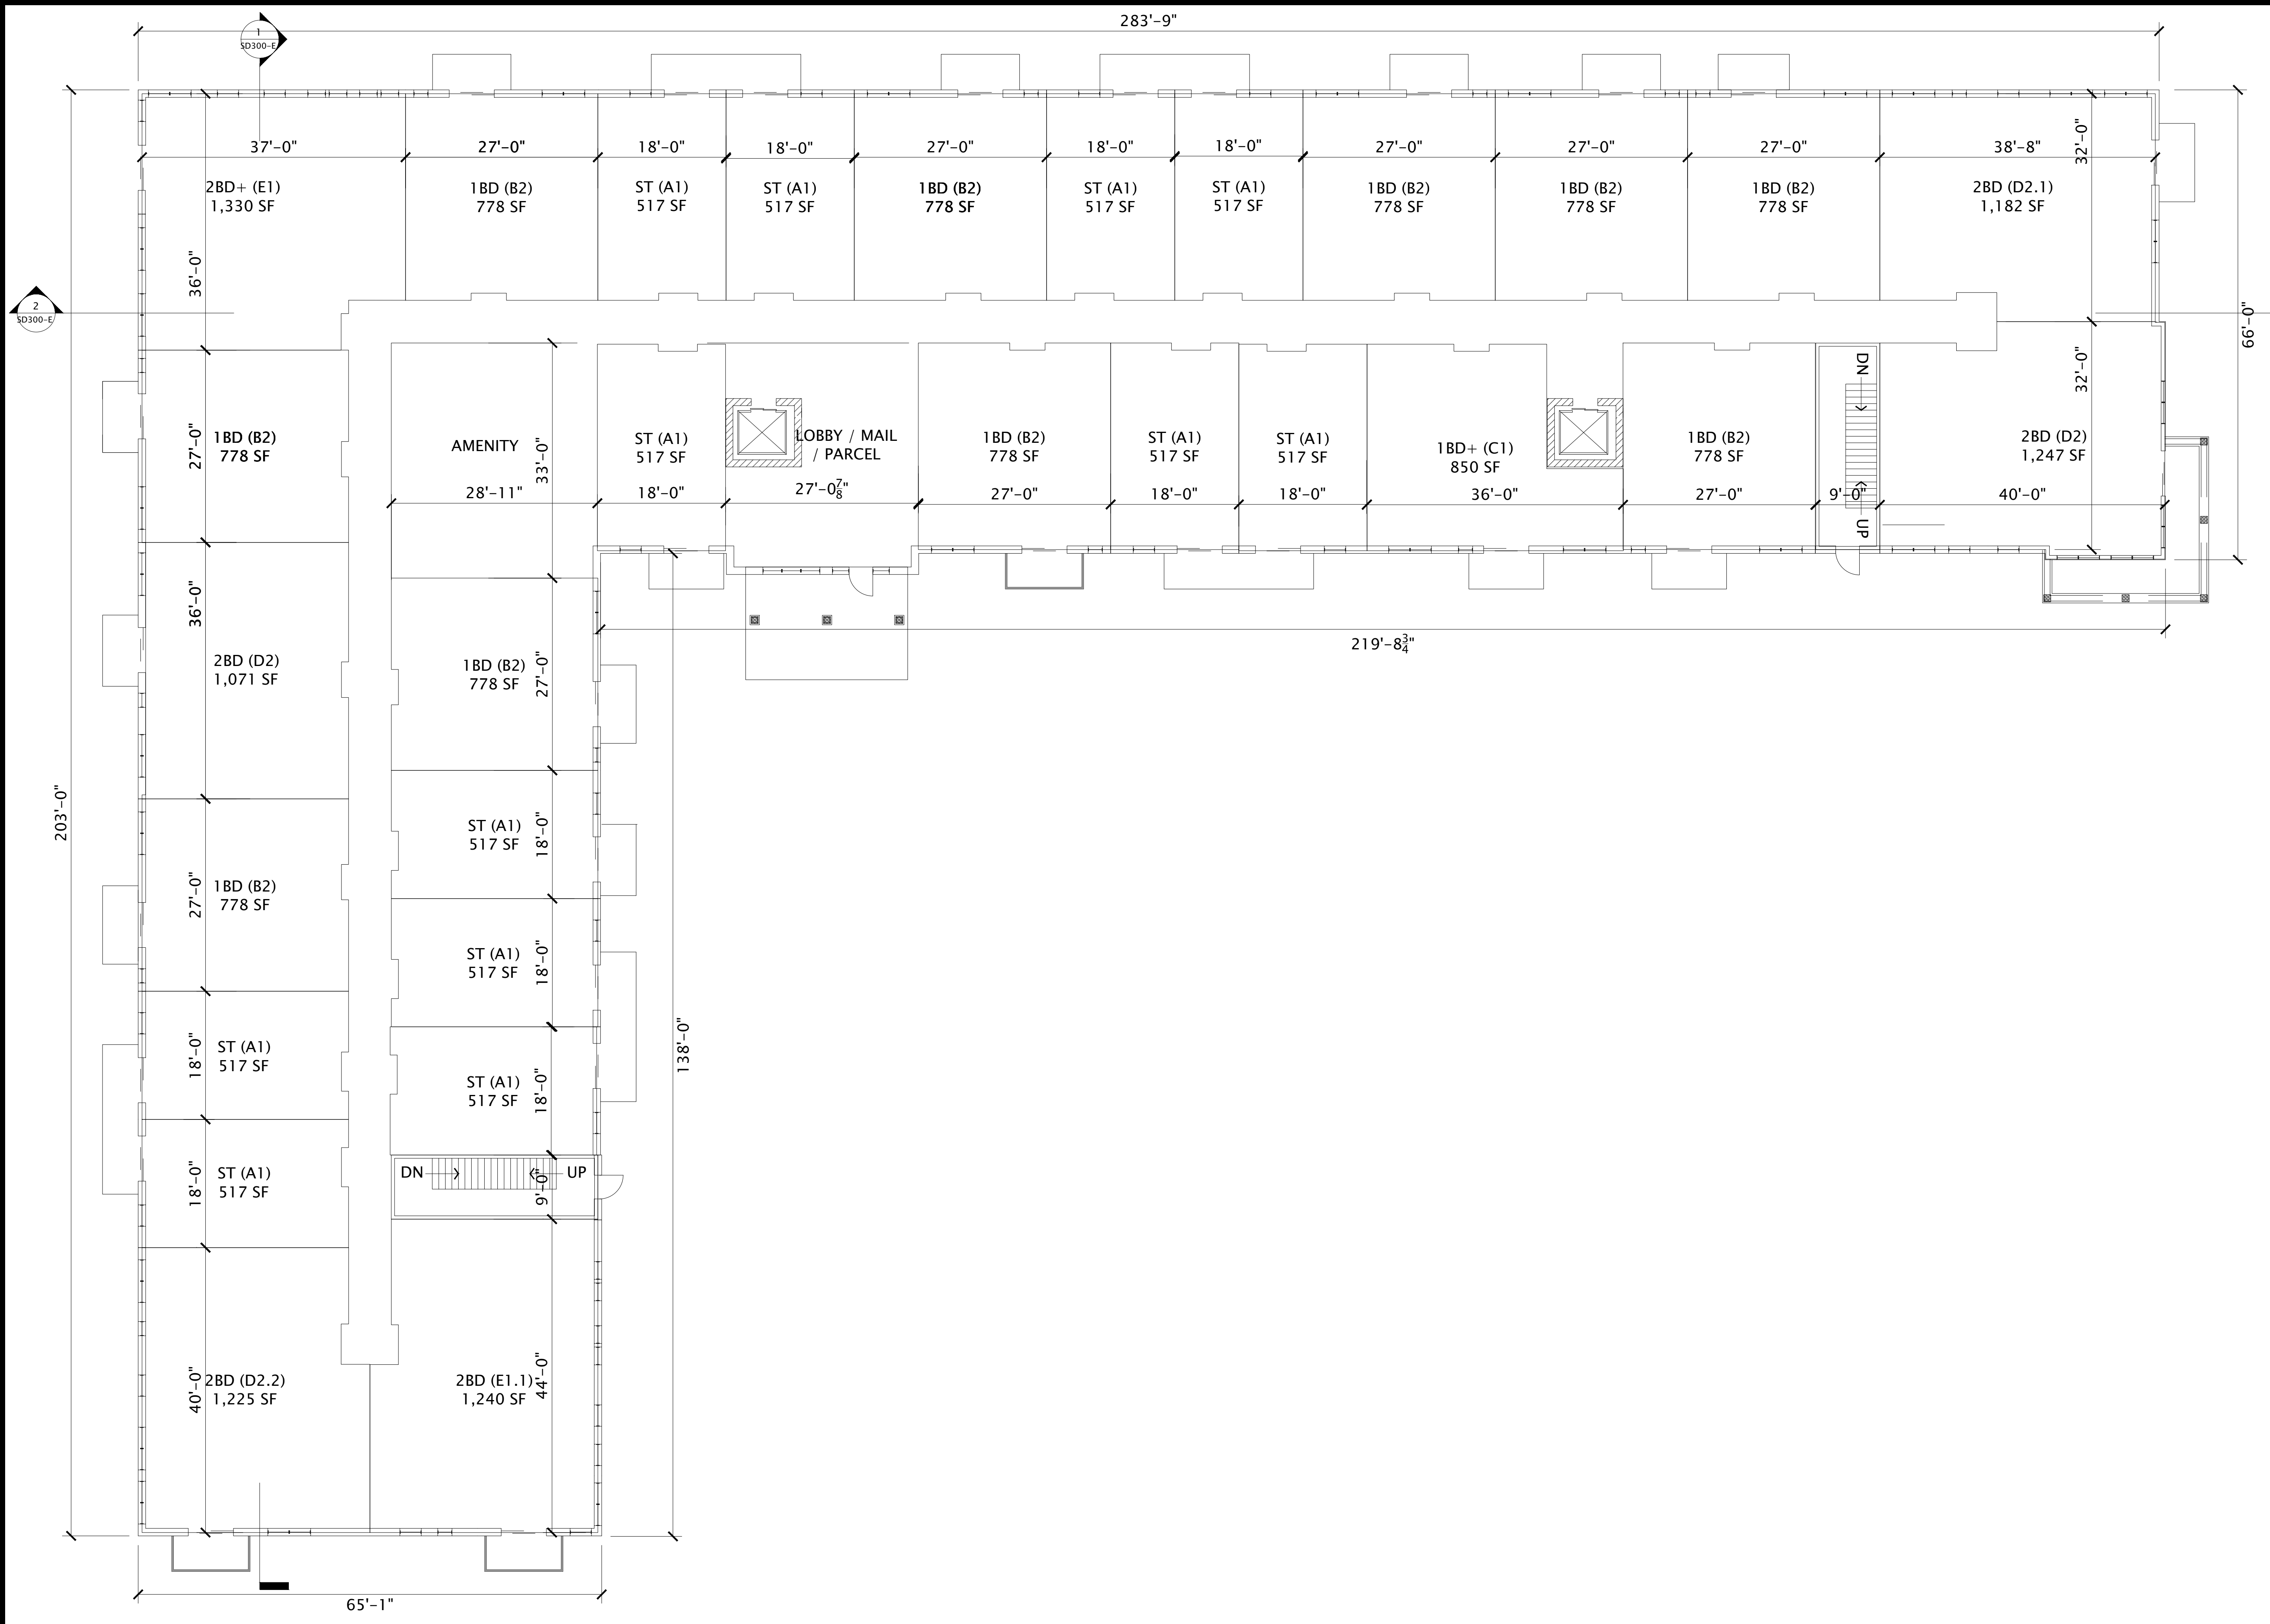 283'-9"
1
SD300-E
37'-0"
27'-0"
18'-0"
18'-0"
27'-0"
18'-0"
18'-0"
27'-0"
27'-0"
27'-0"
38'-8"
32'-0"
2BD+ (E1)
1,330 SF
1BD (B2)
778 SF
ST (A1)
517 SF
ST (A1)
517 SF
1BD (B2)
778 SF
ST (A1)
517 SF
ST (A1)
517 SF
1BD (B2)
778 SF
1BD (B2)
778 SF
1BD (B2)
778 SF
2BD (D2.1)
1,182 SF
36'-0"
2
SD300-E
66'-0"
32'-0"
DN
27'-0"
1BD (B2)
778 SF
AMENITY
33'-0"
ST (A1)
517 SF
LOBBY / MAIL
/ PARCEL
1BD (B2)
778 SF
ST (A1)
517 SF
ST (A1)
517 SF
1BD+ (C1)
850 SF
1BD (B2)
778 SF
2BD (D2)
1,247 SF
28'-11"
18'-0"
27'-0 7/8"
27'-0"
18'-0"
18'-0"
36'-0"
27'-0"
9'-0"
40'-0"
UP
36'-0"
219'-8 3/4"
2BD (D2)
1,071 SF
1BD (B2)
778 SF
27'-0"
203'-0"
ST (A1)
517 SF
18'-0"
27'-0"
1BD (B2)
778 SF
ST (A1)
517 SF
18'-0"
138'-0"
18'-0"
ST (A1)
517 SF
ST (A1)
517 SF
18'-0"
18'-0"
ST (A1)
517 SF
DN
UP
9'-0"
40'-0"
2BD (D2.2)
1,225 SF
2BD (E1.1)
1,240 SF
44'-0"
65'-1"